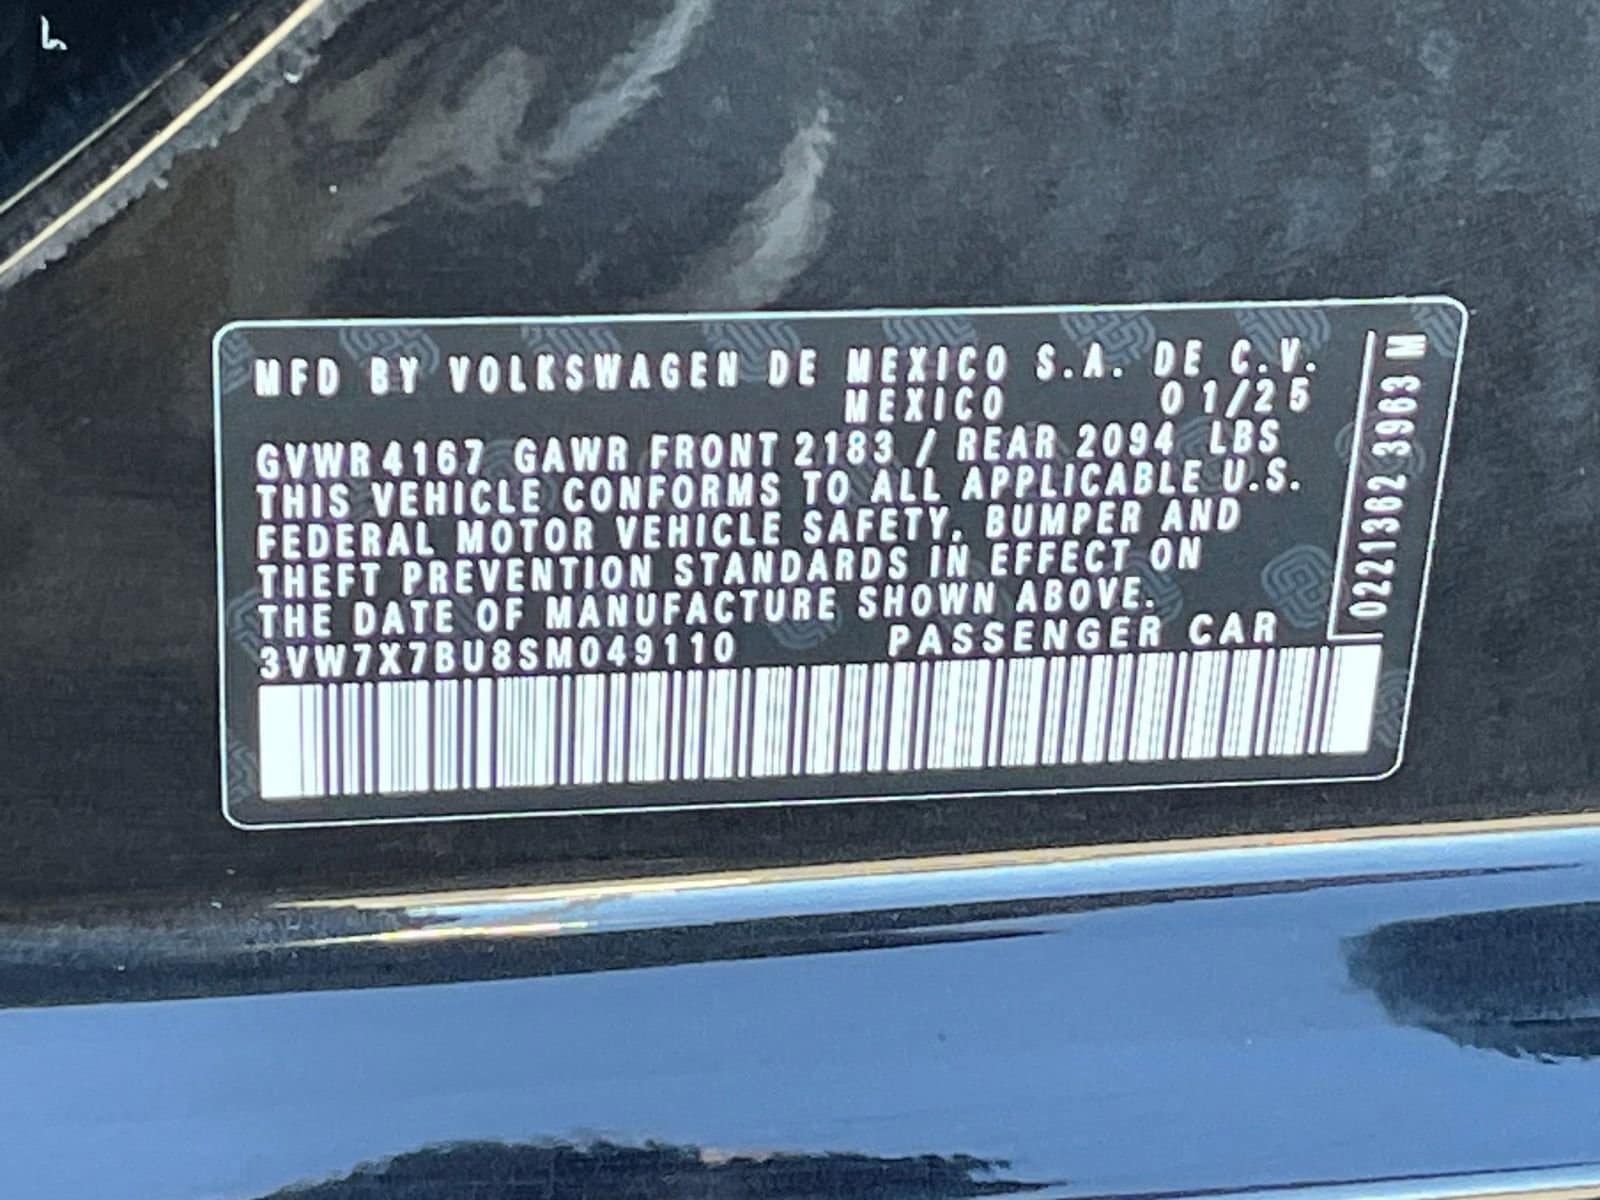 MFD BY VOLKSWAGEN DE MEXICO S.A. DE C.V.
MEXICO 01/25
GVWR 4167 GAWR FRONT 2183 / REAR 2094 LBS
THIS VEHICLE CONFORMS TO ALL APPLICABLE U.S.
FEDERAL MOTOR VEHICLE SAFETY, BUMPER AND
THEFT PREVENTION STANDARDS IN EFFECT ON
THE DATE OF MANUFACTURE SHOWN ABOVE.
3VW7X7BU8SM049110 PASSENGER CAR
0221362 3963 N